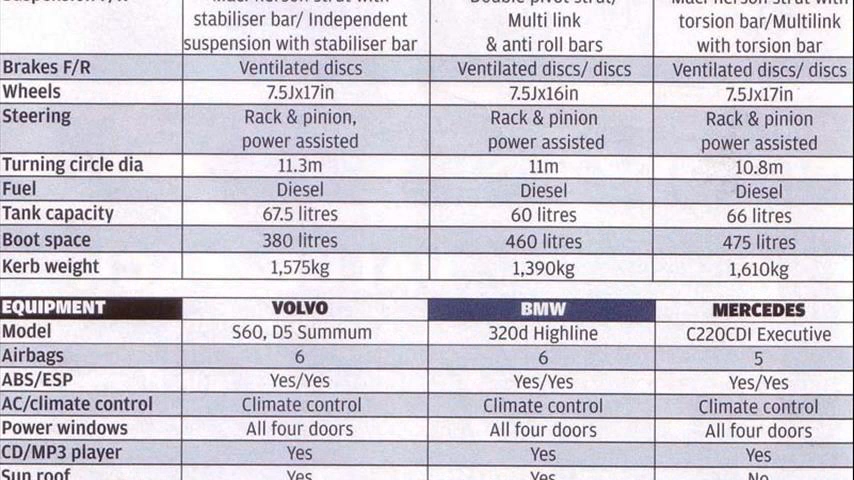 stabiliser bar/ Independent Multi link torsion bar/Multilink
suspension with stabiliser bar & anti roll bars with torsion bar
Brakes F/R Ventilated discs Ventilated discs/ discs Ventilated discs/ discs
Wheels 7.5Jx17in 7.5Jx16in 7.5Jx17in
Steering Rack & pinion, Rack & pinion Rack & pinion
power assisted power assisted power assisted
Turning circle dia 11.3m 11m 10.8m
Fuel Diesel Diesel Diesel
Tank capacity 67.5 litres 60 litres 66 litres
Boot space 380 litres 460 litres 475 litres
Kerb weight 1,575kg 1,390kg 1,610kg
EQUIPMENT VOLVO BMW MERCEDES
Model S60, D5 Summum 320d Highline C220CDI Executive
Airbags 6 6 5
ABS/ESP Yes/Yes Yes/Yes Yes/Yes
AC/climate control Climate control Climate control Climate control
Power windows All four doors All four doors All four doors
CD/MP3 player Yes Yes Yes
Sun roof Yes Yes No